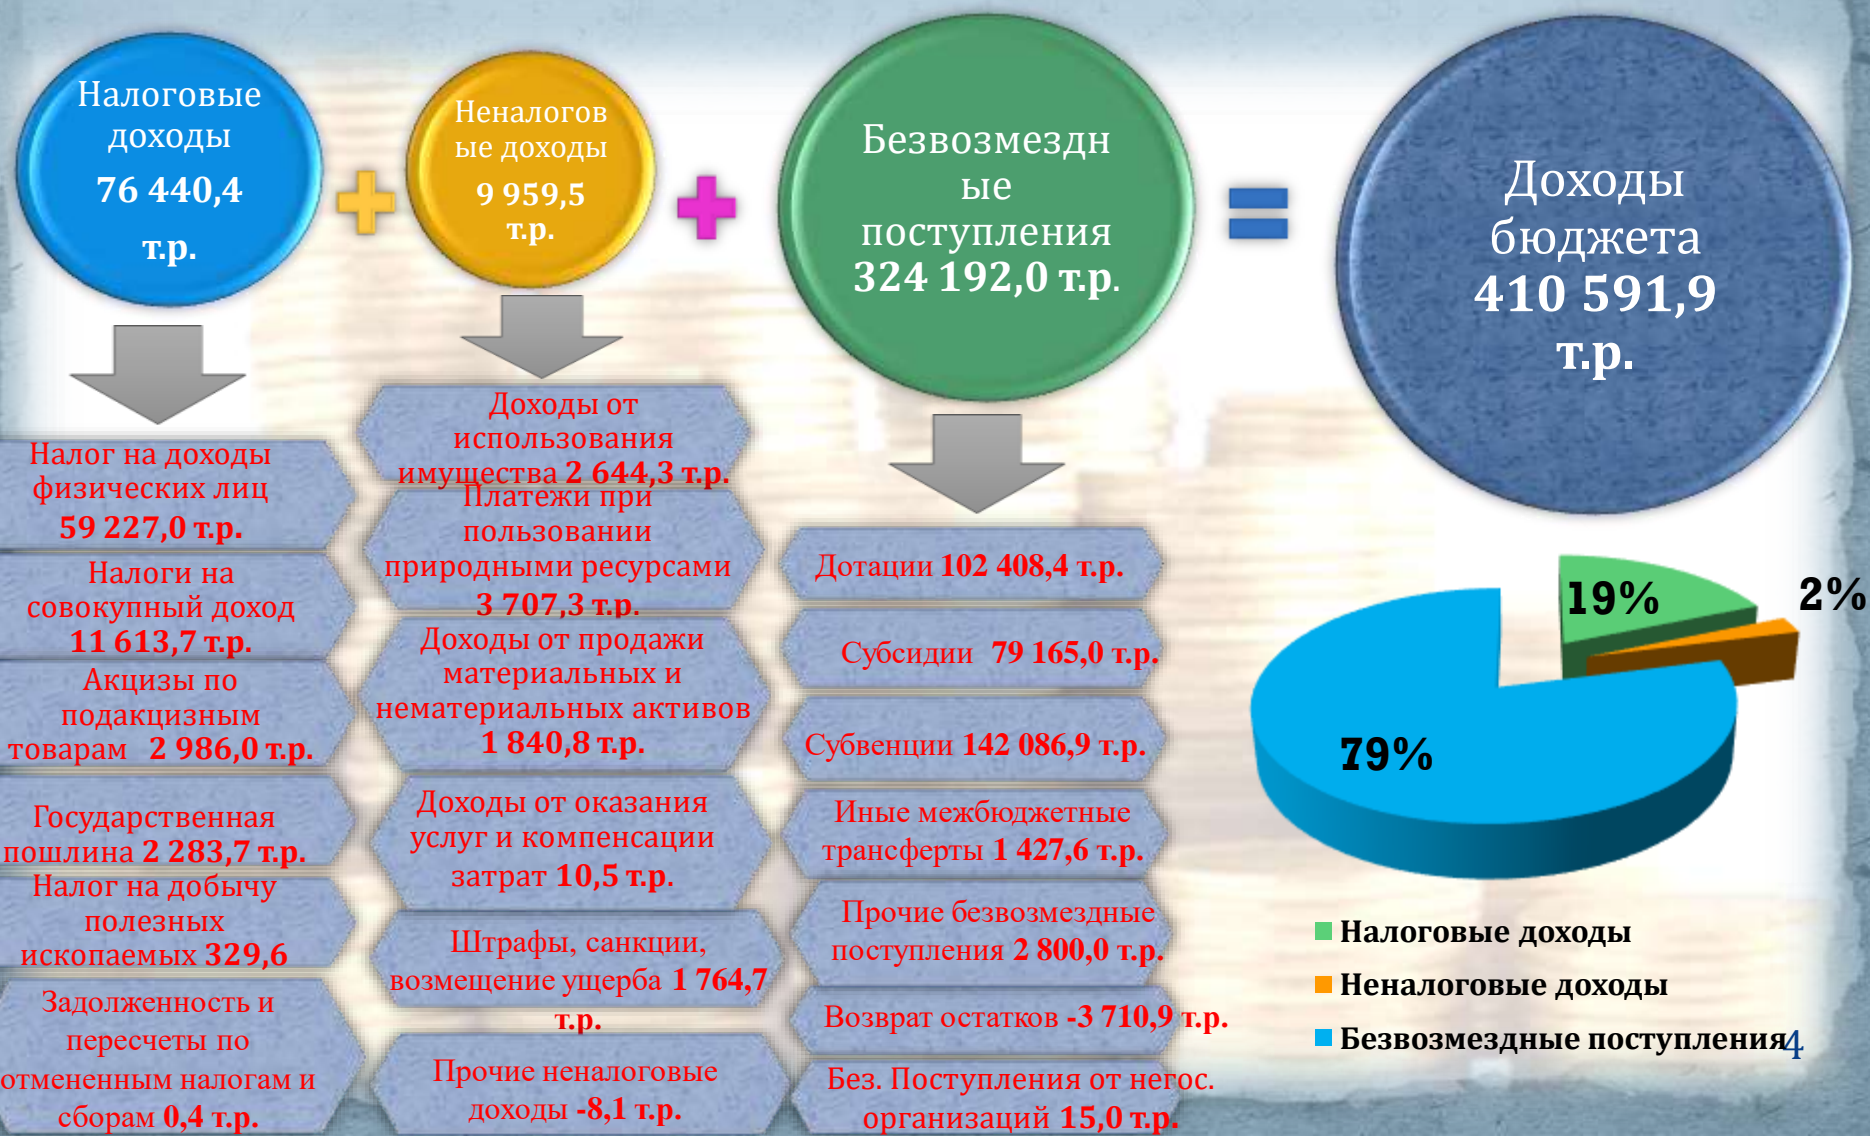 Налоговые
доходы
76 440,4
т.р.
Неналогов
ые доходы
9 959,5
т.р.
Безвозмездн
ые
поступления
324 192,0 т.р.
Доходы
бюджета
410 591,9
т.р.
Налог на доходы
физических лиц
59 227,0 т.р.
Налоги на
совокупный доход
11 613,7 т.р.
Акцизы по
подакцизным
товарам 2 986,0 т.р.
Государственная
пошлина 2 283,7 т.р.
Налог на добычу
полезных
ископаемых 329,6
Задолженность и
пересчеты по
отмененным налогам и
сборам 0,4 т.р.
Доходы от
использования
имущества 2 644,3 т.р.
Платежи при
пользовании
природными ресурсами
3 707,3 т.р.
Доходы от продажи
материальных и
нематериальных активов
1 840,8 т.р.
Доходы от оказания
услуг и компенсации
затрат 10,5 т.р.
Штрафы, санкции,
возмещение ущерба 1 764,7
т.р.
Прочие неналоговые
доходы -8,1 т.р.
Дотации 102 408,4 т.р.
Субсидии 79 165,0 т.р.
Субвенции 142 086,9 т.р.
Иные межбюджетные
трансферты 1 427,6 т.р.
Прочие безвозмездные
поступления 2 800,0 т.р.
Возврат остатков -3 710,9 т.р.
Без. Поступления от негос.
организаций 15,0 т.р.
19%
2%
79%
Налоговые доходы
Неналоговые доходы
Безвозмездные поступления
4